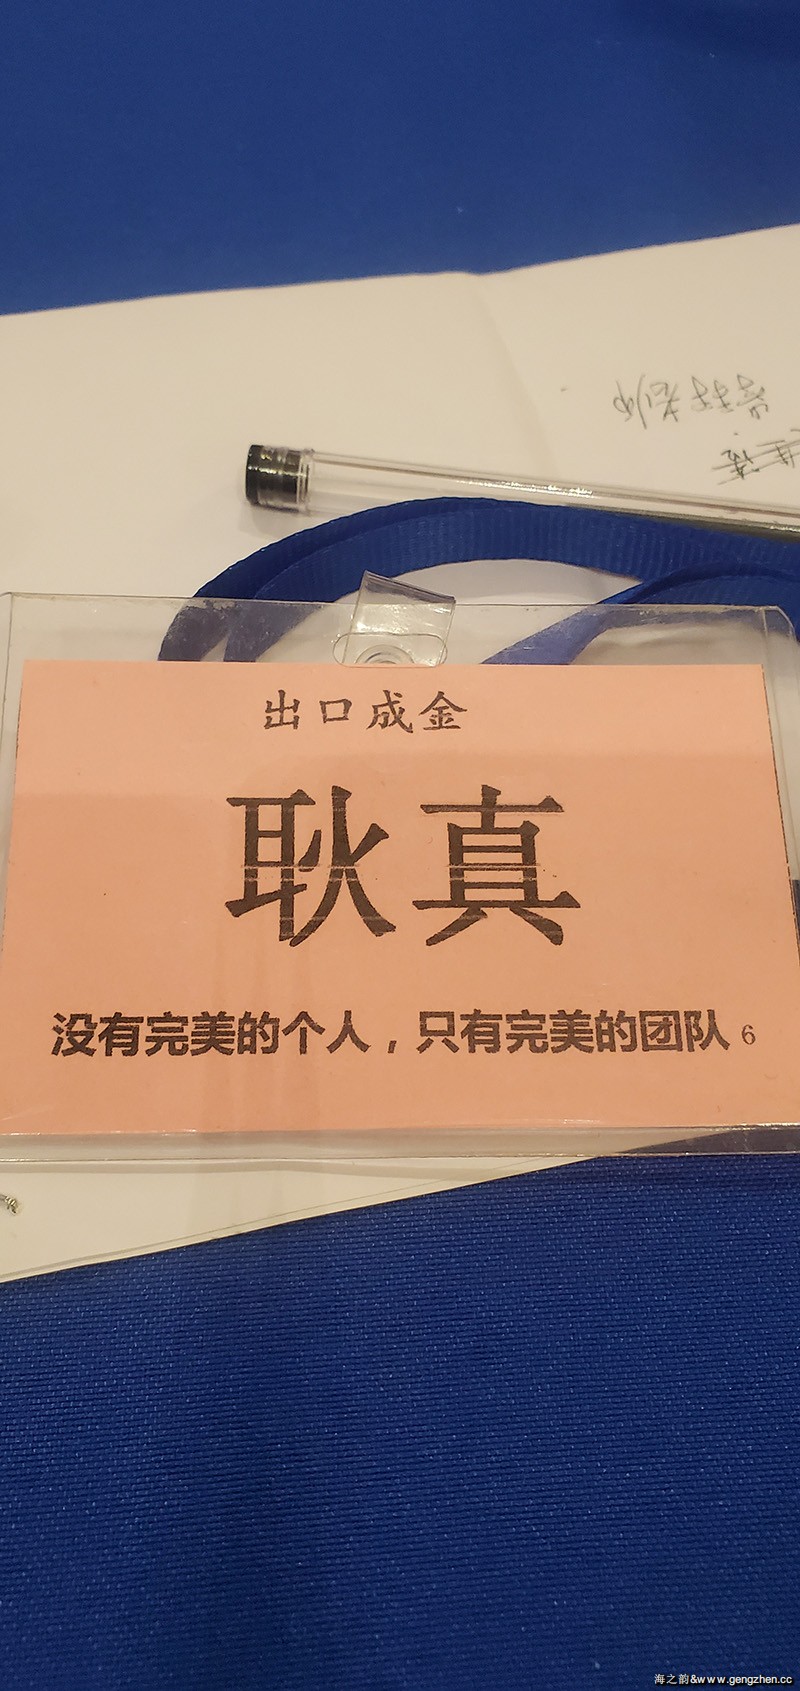 出口成金
耿真
没有完美的个人，只有完美的团队 6
海之韵&www.gengzhen.cc